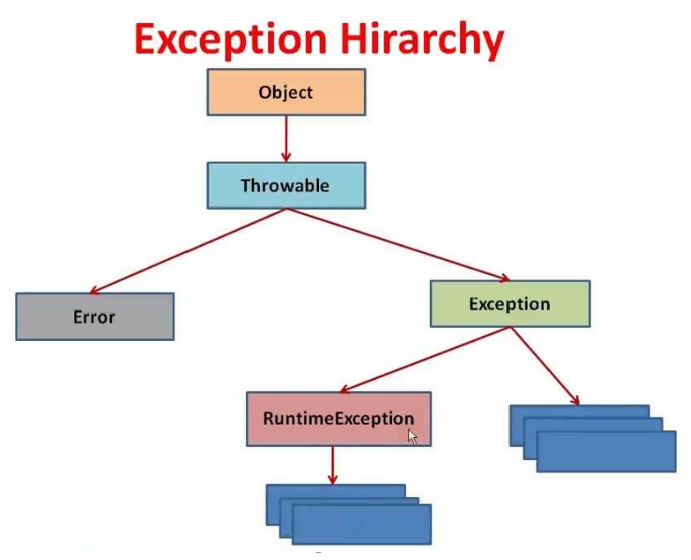 Exception Hirarchy
Object
Throwable
Error
Exception
RuntimeException